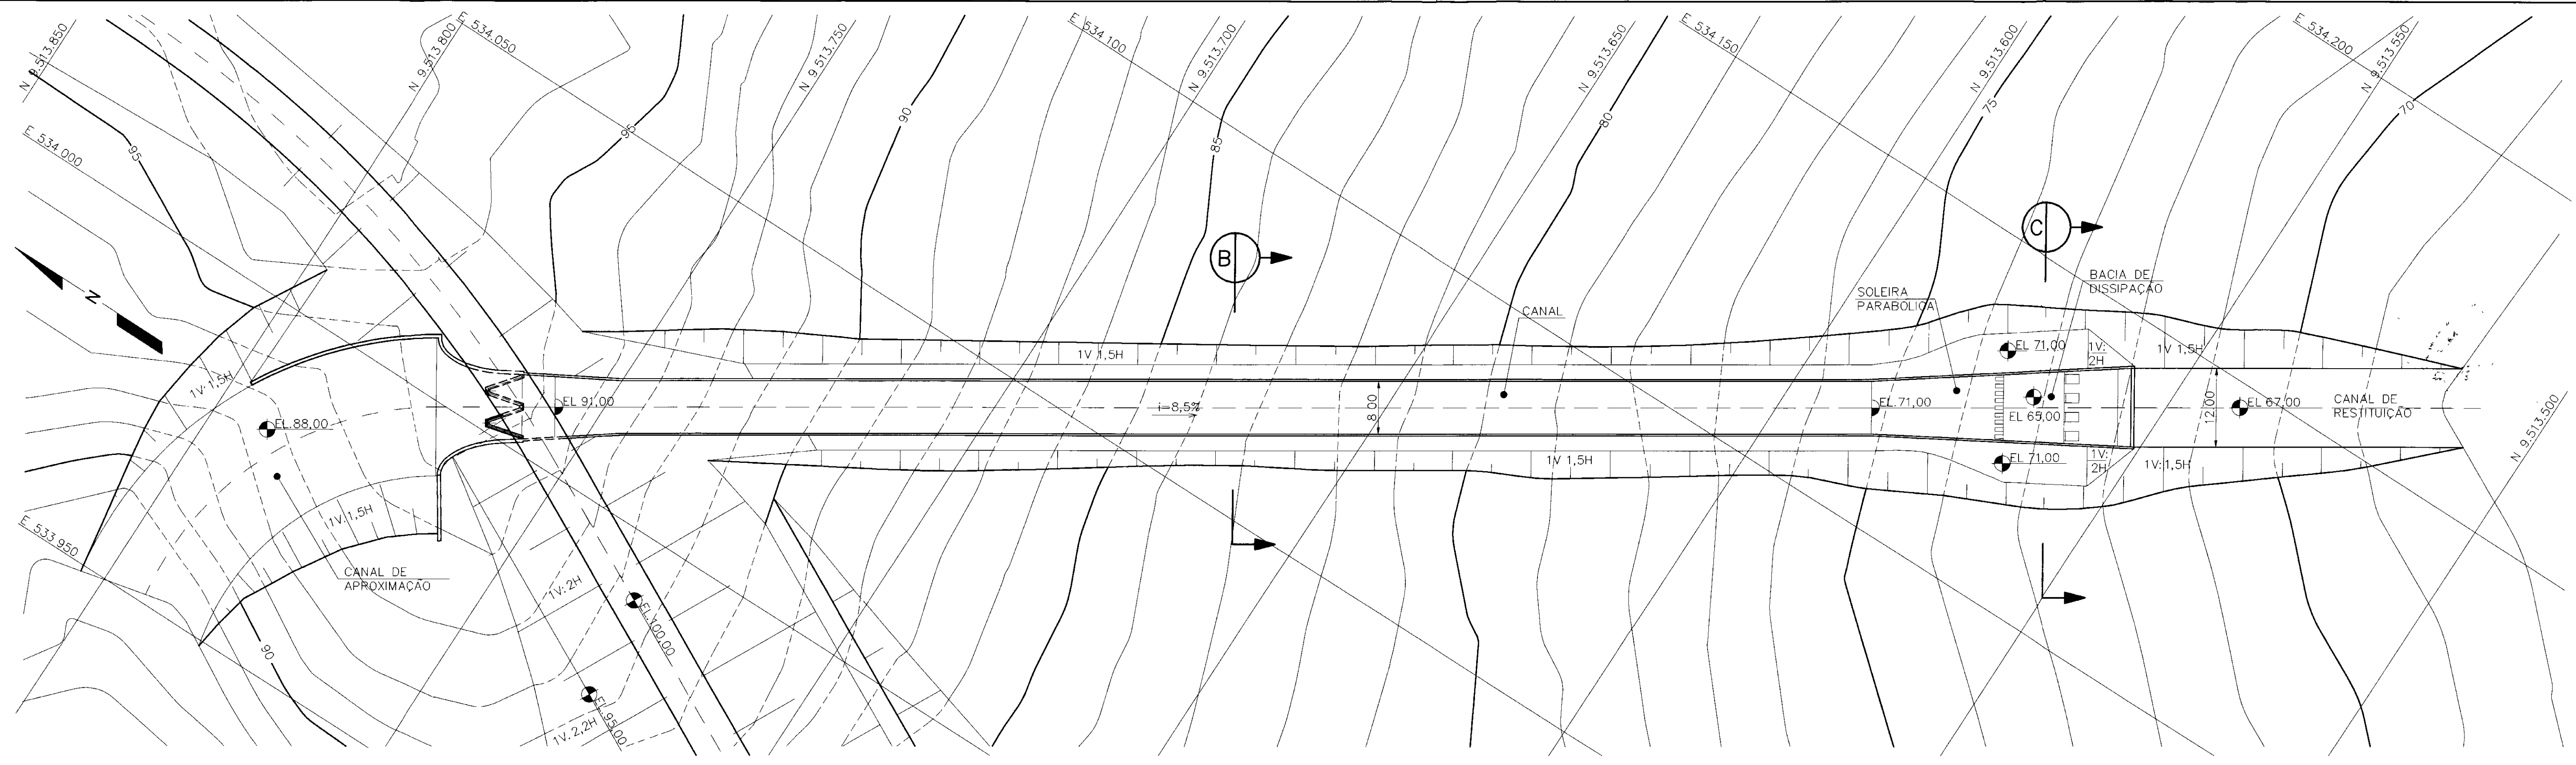 N 9.513.850
N 9.513.800
E 534.050
N 9.513.750
E 534.100
N 9.513.700
N 9.513.650
E 534.150
N 9.513.600
E 534.200
N 9.513.550
E 534.000
95
95
90
85
80
75
70
N
B
C
BACIA DE
DISSIPAÇÃO
SOLEIRA
PARABÓLICA
CANAL
1V:1,5H
1V 1,5H
EL 71,00
1V:
2H
1V 1,5H
EL 91,00
i=8,5%
8.00
EL.71,00
EL 65,00
12.00
EL 67,00
CANAL DE
RESTITUIÇÃO
EL.88,00
1V 1,5H
EL 71,00
1V:
2H
1V:1,5H
N 9.513.500
E 533.950
1V:1,5H
CANAL DE
APROXIMAÇÃO
1V:2H
EL.100,00
90
EL.95,00
1V:2,2H